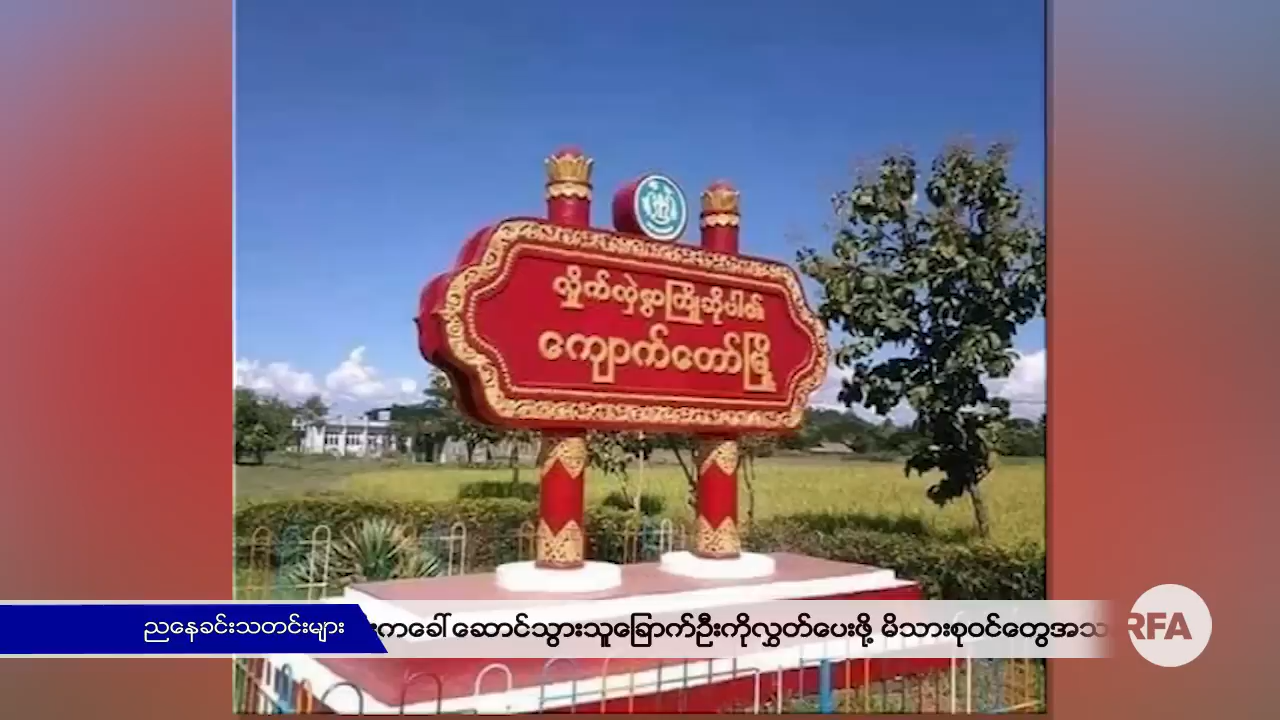 လှိုက်လှဲစွာကြိုဆိုပါ၏
ကျောက်တော်မြို့
ညနေခင်းသတင်းများ
ကခေါ် ဆောင်သွားသူခြောက်ဦးကိုလွှတ်ပေးဖို့ မိသားစုဝင်တွေအသ
RFA